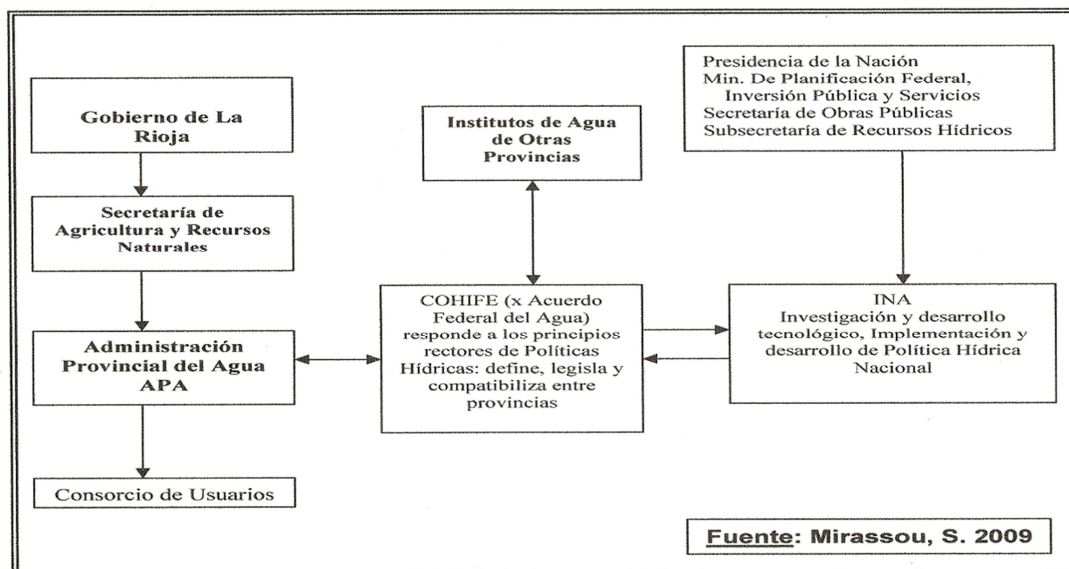 Gobierno de La
Rioja
Secretaría de
Agricultura y Recursos
Naturales
Administración
Provincial del Agua
APA
Consorcio de Usuarios
Institutos de Agua
de Otras
Provincias
COHIFE (x Acuerdo
Federal del Agua)
responde a los principios
rectores de Políticas
Hídricas: define, legisla y
compatibiliza entre
provincias
Presidencia de la Nación
Min. De Planificación Federal,
Inversión Pública y Servicios
Secretaría de Obras Públicas
Subsecretaría de Recursos Hídricos
INA
Investigación y desarrollo
tecnológico, Implementación y
desarrollo de Política Hídrica
Nacional
Fuente: Mirassou, S. 2009